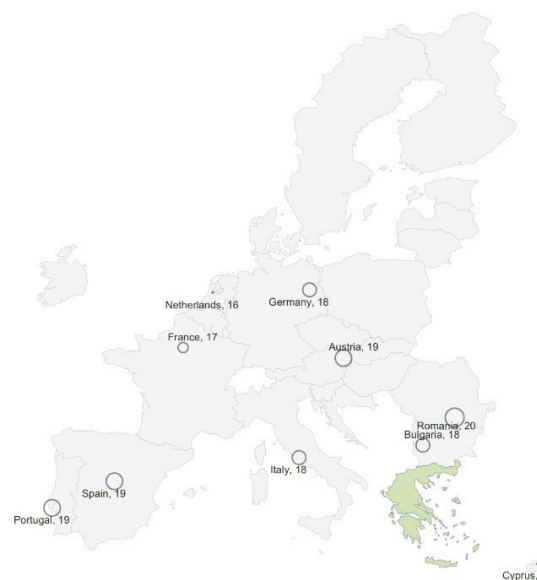 Netherlands, 16
Germany, 18
France, 17
Austria, 19
Romania, 20
Bulgaria, 18
Italy, 18
Spain, 19
Portugal, 19
Cyprus,